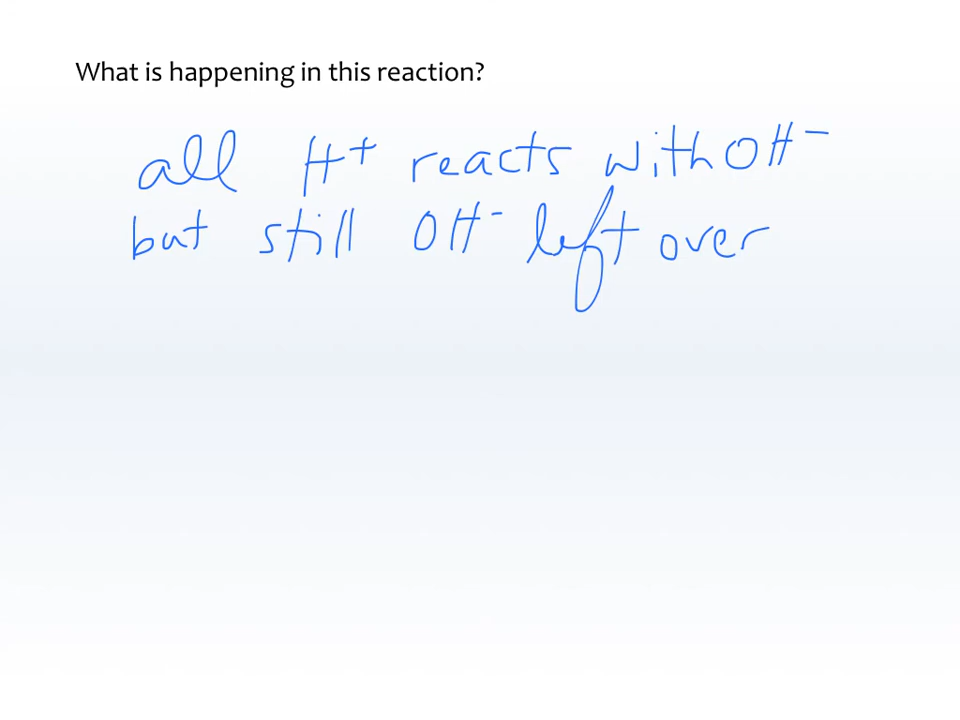 What is happening in this reaction?
all H+ reacts with OH-
but still OH- left over